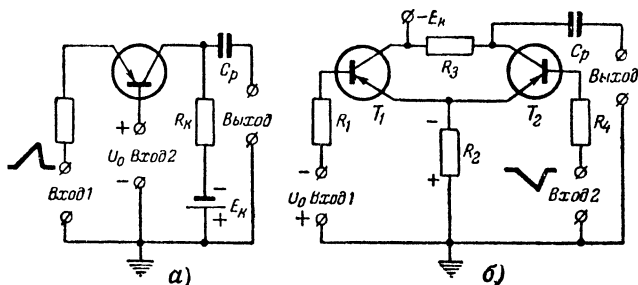 Cр
Rк
Выход
+
U₀ Вход2
−
Вход1
−
Eк
+
а)
−Eк
R₃
Cр
T₁
T₂
Выход
R₁
R₄
−
R₂
+
−
U₀ Вход1
+
Вход2
б)